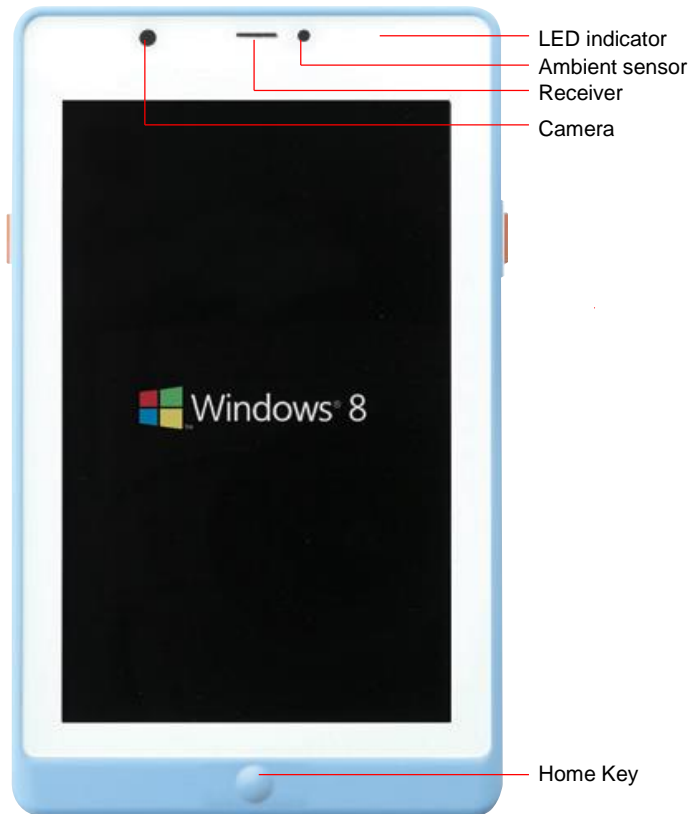 LED indicator
Ambient sensor
Receiver
Camera
Windows® 8
Home Key